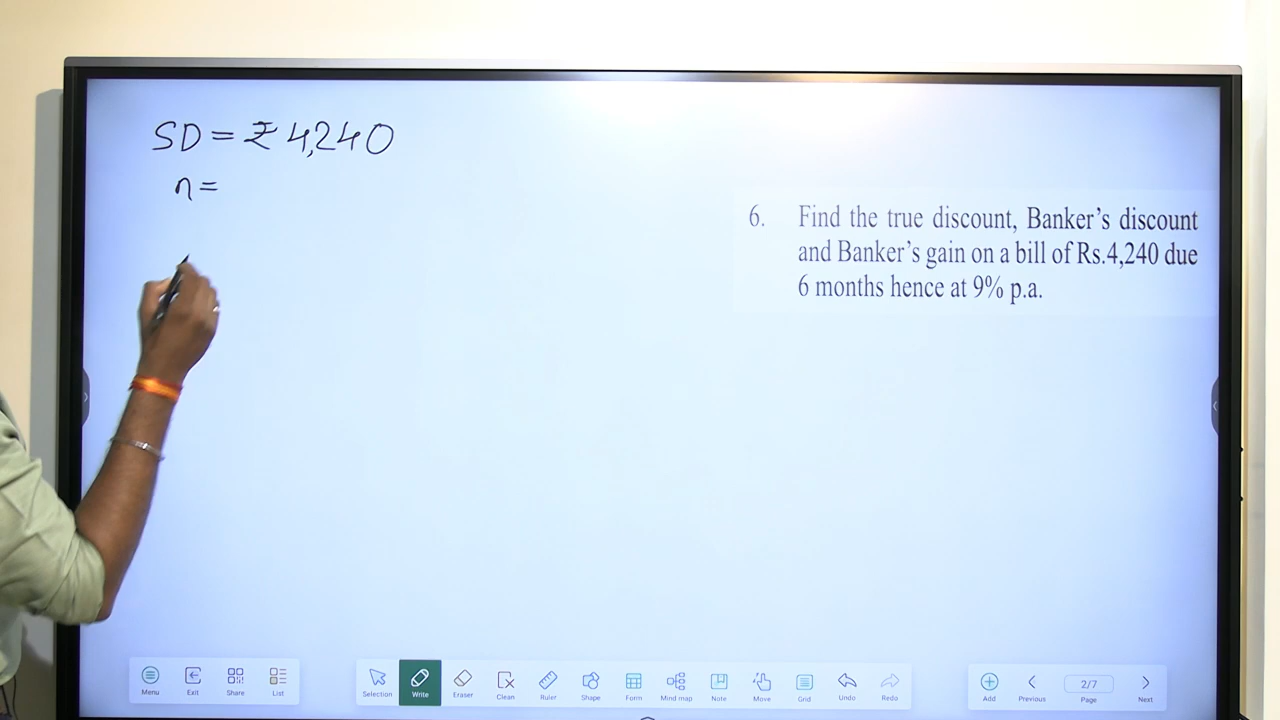 SD = ₹ 4,240
n =
6. Find the true discount, Banker's discount
and Banker's gain on a bill of Rs.4,240 due
6 months hence at 9% p.a.
Menu Exit Share List Selection Write Eraser Clean Ruler Shape Form Mind map Note Move Grid Undo Redo Add Previous 2/7 Page Next